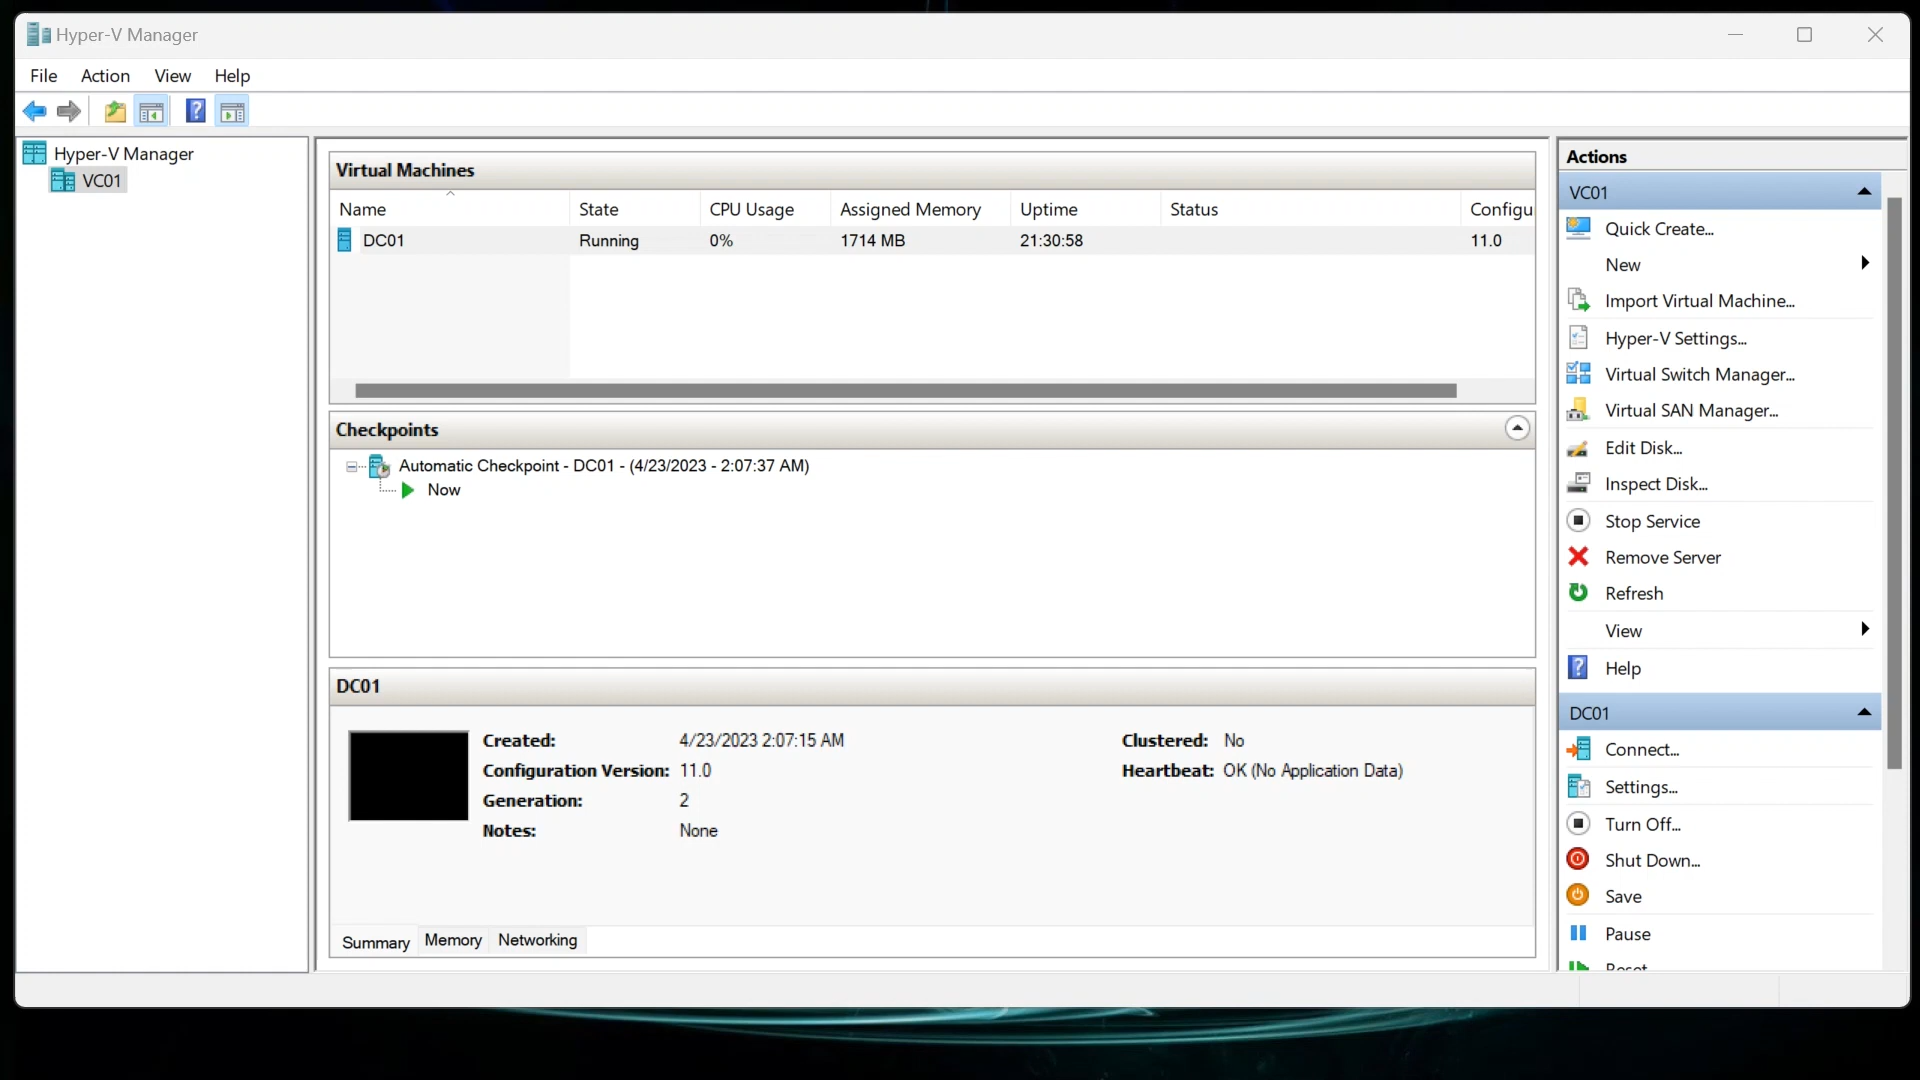 Hyper-V Manager
File Action View Help
Hyper-V Manager
VC01
Virtual Machines
Name State CPU Usage Assigned Memory Uptime Status Configu
DC01 Running 0% 1714 MB 21:30:58 11.0
Checkpoints
Automatic Checkpoint - DC01 - (4/23/2023 - 2:07:37 AM)
Now
DC01
Created: 4/23/2023 2:07:15 AM Clustered: No
Configuration Version: 11.0 Heartbeat: OK (No Application Data)
Generation: 2
Notes: None
Summary Memory Networking
Actions
VC01
Quick Create...
New
Import Virtual Machine...
Hyper-V Settings...
Virtual Switch Manager...
Virtual SAN Manager...
Edit Disk...
Inspect Disk...
Stop Service
Remove Server
Refresh
View
Help
DC01
Connect...
Settings...
Turn Off...
Shut Down...
Save
Pause
Reset